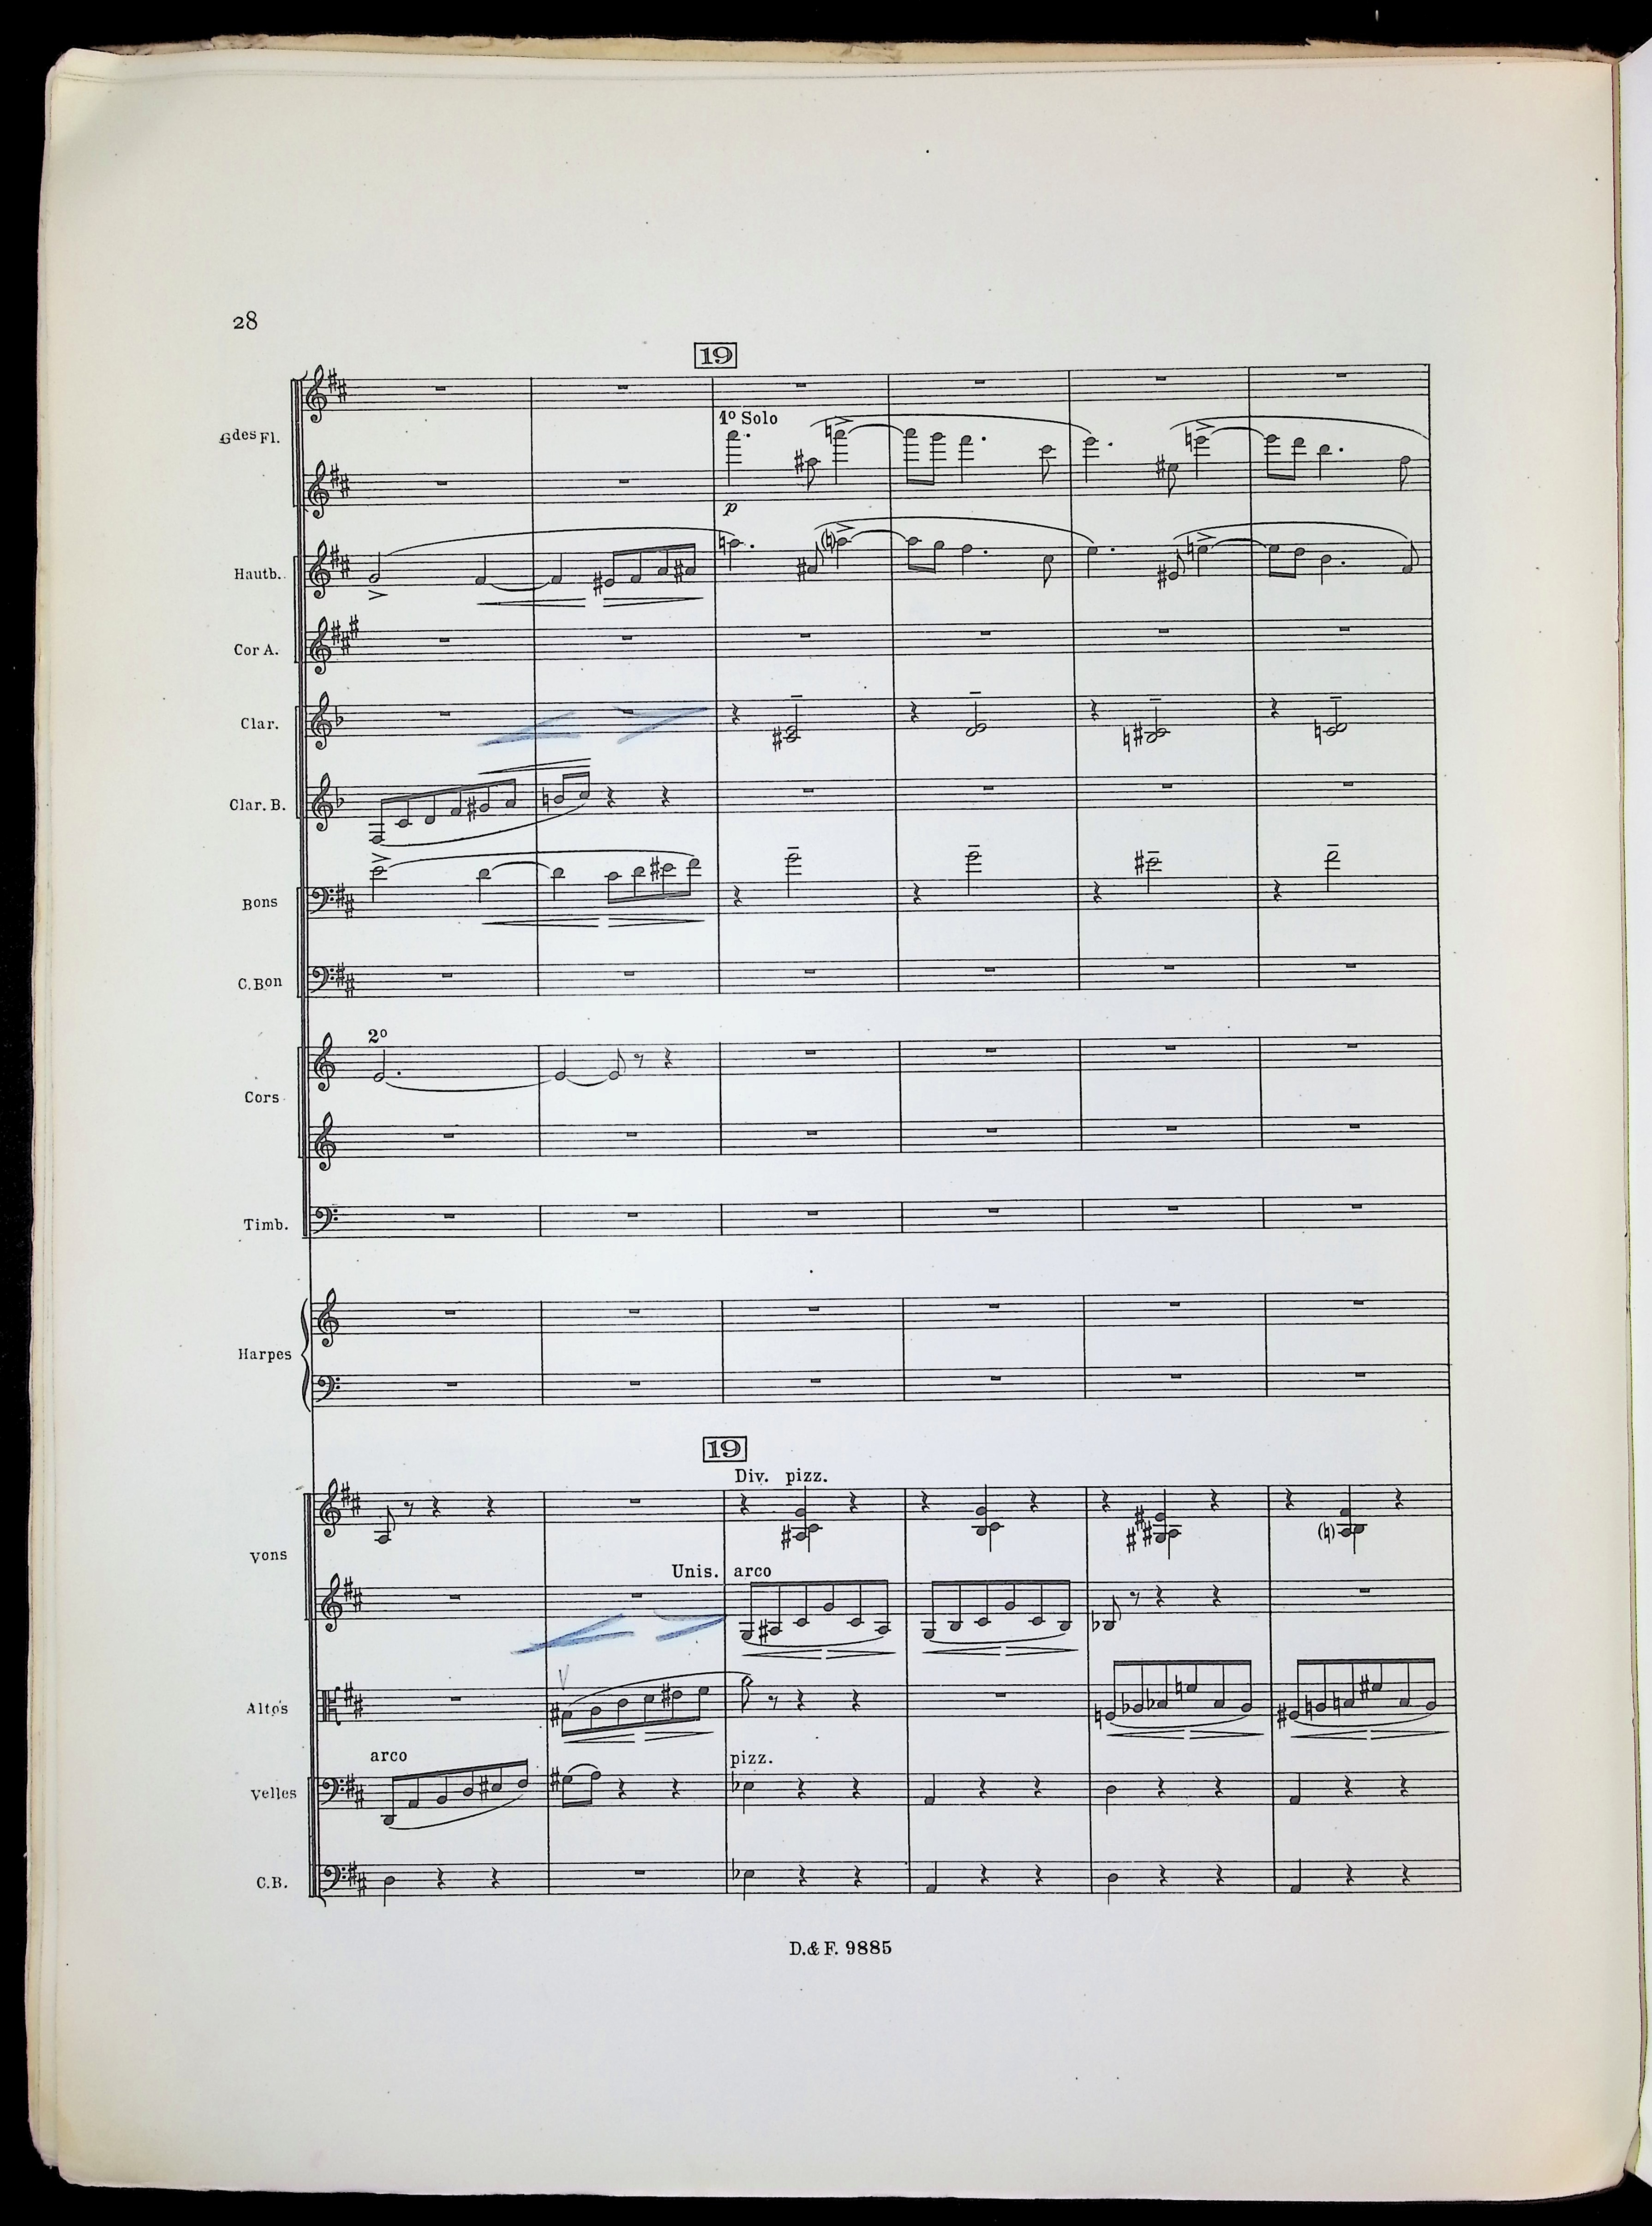 28
19
1º Solo
Gdes Fl.
p
Hautb.
Cor A.
Clar.
Clar. B.
Bons
C.Bon
2º
Cors
Timb.
Harpes
19
Div. pizz.
Vons
Unis. arco
Altos
arco
pizz.
Velles
C.B.
D.& F. 9885